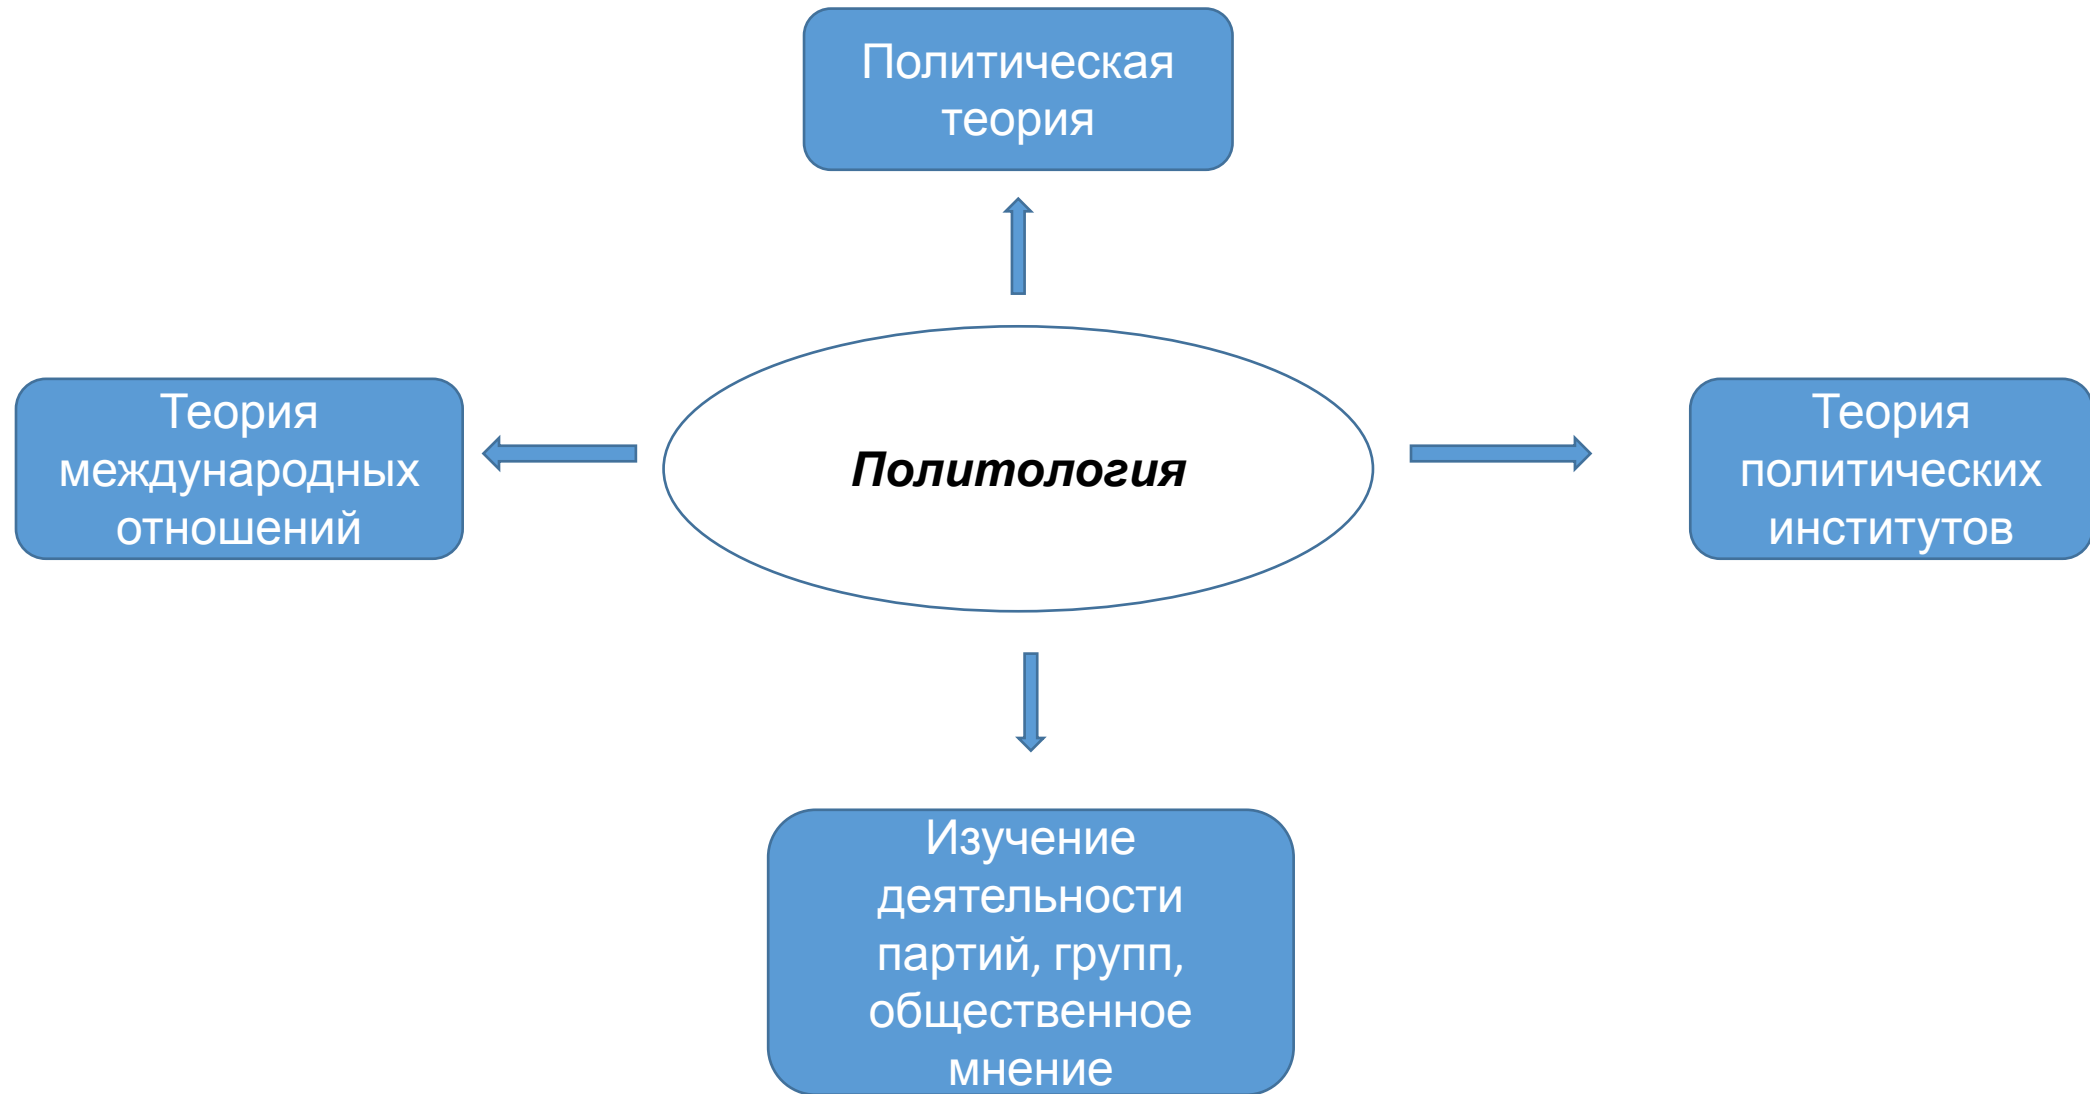 Политическая
теория
Теория
международных
отношений
Политология
Теория
политических
институтов
Изучение
деятельности
партий, групп,
общественное
мнение